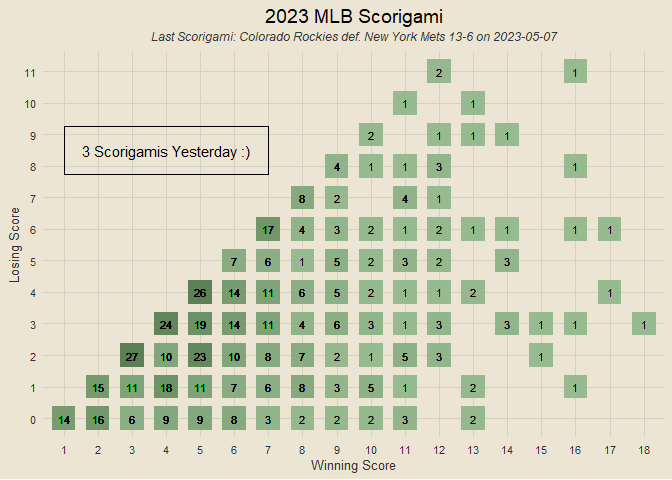 2023 MLB Scorigami
Last Scorigami: Colorado Rockies def. New York Mets 13-6 on 2023-05-07
11 2 1
10 1 1
9 2 1 1 1
3 Scorigamis Yesterday :)
8 4 1 1 3 1
7 8 2 4 1
6 17 4 3 2 1 2 1 1 1 1
5 7 6 1 5 2 3 2 3
4 26 14 11 6 5 2 1 1 2 1
3 24 19 14 11 4 6 3 1 3 3 1 1 1
2 27 10 23 10 8 7 2 1 5 3 1
1 15 11 18 11 7 6 8 3 5 1 2 1
0 14 16 6 9 9 8 3 2 2 2 3 2
1 2 3 4 5 6 7 8 9 10 11 12 13 14 15 16 17 18
Losing Score
Winning Score